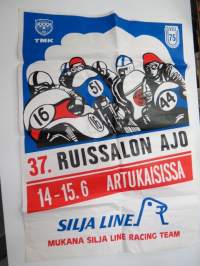 TMK
75
16
51
44
37. RUISSALON AJO
14-15.6 ARTUKAISISSA
SILJA LINE
MUKANA SILJA LINE RACING TEAM